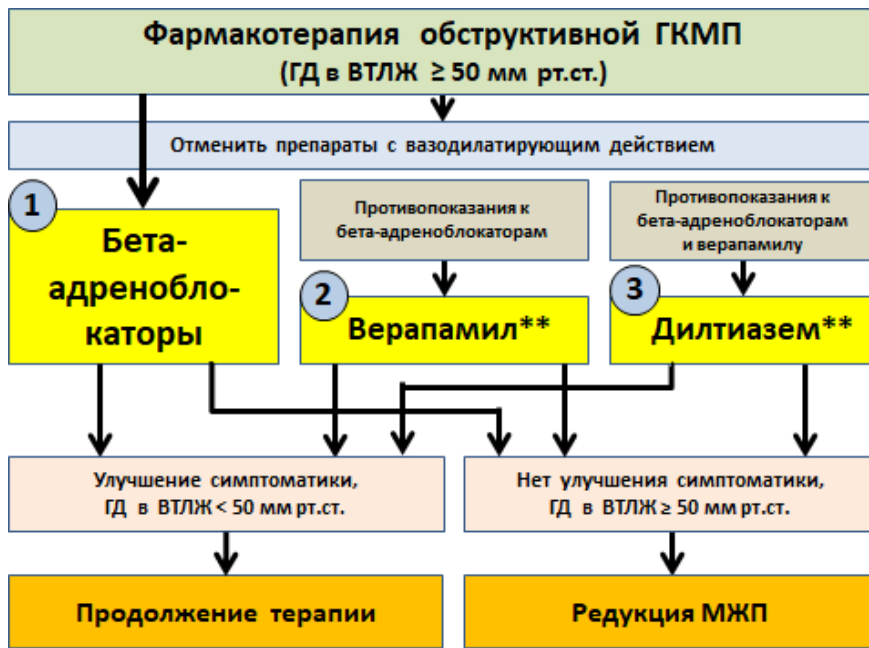 Фармакотерапия обструктивной ГКМП
(ГД в ВТЛЖ ≥ 50 мм рт.ст.)
Отменить препараты с вазодилатирующим действием
1
Бета-
адренобло-
каторы
Противопоказания к
бета-адреноблокаторам
2
Верапамил**
Противопоказания к
бета-адреноблокаторам
и верапамилу
3
Дилтиазем**
Улучшение симптоматики,
ГД в ВТЛЖ < 50 мм рт.ст.
Нет улучшения симптоматики,
ГД в ВТЛЖ ≥ 50 мм рт.ст.
Продолжение терапии
Редукция МЖП